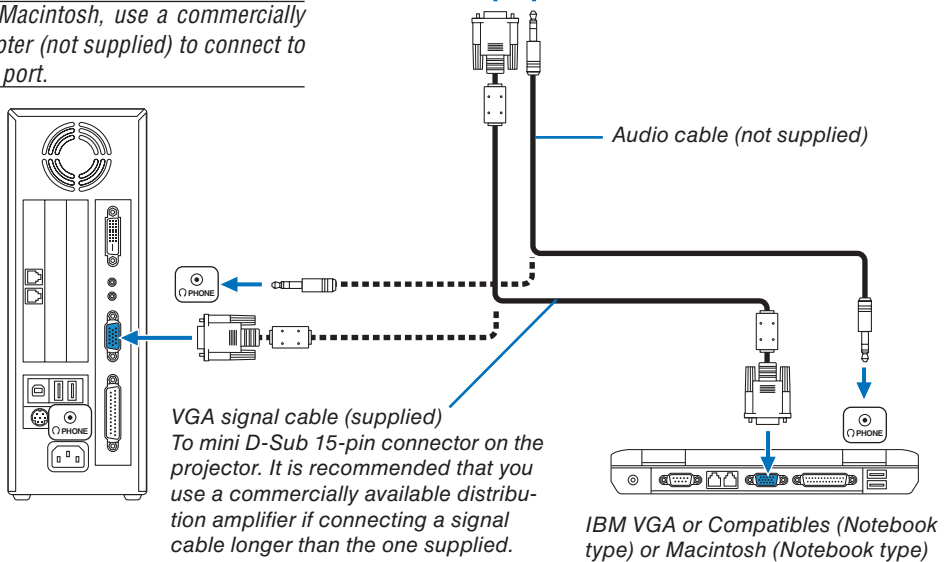 Macintosh, use a commercially
pter (not supplied) to connect to
port.
Audio cable (not supplied)
PHONE
PHONE
PHONE
VGA signal cable (supplied)
To mini D-Sub 15-pin connector on the
projector. It is recommended that you
use a commercially available distribu-
tion amplifier if connecting a signal
cable longer than the one supplied.
IBM VGA or Compatibles (Notebook
type) or Macintosh (Notebook type)